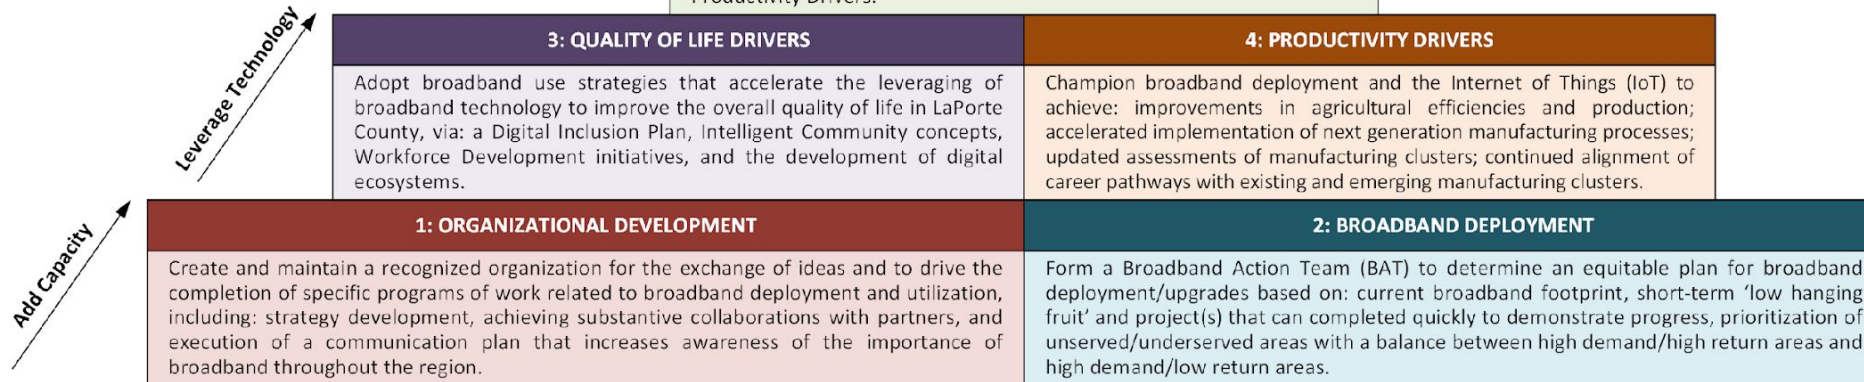 Productivity Drivers.
Leverage Technology
3: QUALITY OF LIFE DRIVERS
Adopt broadband use strategies that accelerate the leveraging of
broadband technology to improve the overall quality of life in LaPorte
County, via: a Digital Inclusion Plan, Intelligent Community concepts,
Workforce Development initiatives, and the development of digital
ecosystems.
4: PRODUCTIVITY DRIVERS
Champion broadband deployment and the Internet of Things (IoT) to
achieve: improvements in agricultural efficiencies and production;
accelerated implementation of next generation manufacturing processes;
updated assessments of manufacturing clusters; continued alignment of
career pathways with existing and emerging manufacturing clusters.
Add Capacity
1: ORGANIZATIONAL DEVELOPMENT
Create and maintain a recognized organization for the exchange of ideas and to drive the
completion of specific programs of work related to broadband deployment and utilization,
including: strategy development, achieving substantive collaborations with partners, and
execution of a communication plan that increases awareness of the importance of
broadband throughout the region.
2: BROADBAND DEPLOYMENT
Form a Broadband Action Team (BAT) to determine an equitable plan for broadband
deployment/upgrades based on: current broadband footprint, short-term ‘low hanging
fruit’ and project(s) that can completed quickly to demonstrate progress, prioritization of
unserved/underserved areas with a balance between high demand/high return areas and
high demand/low return areas.